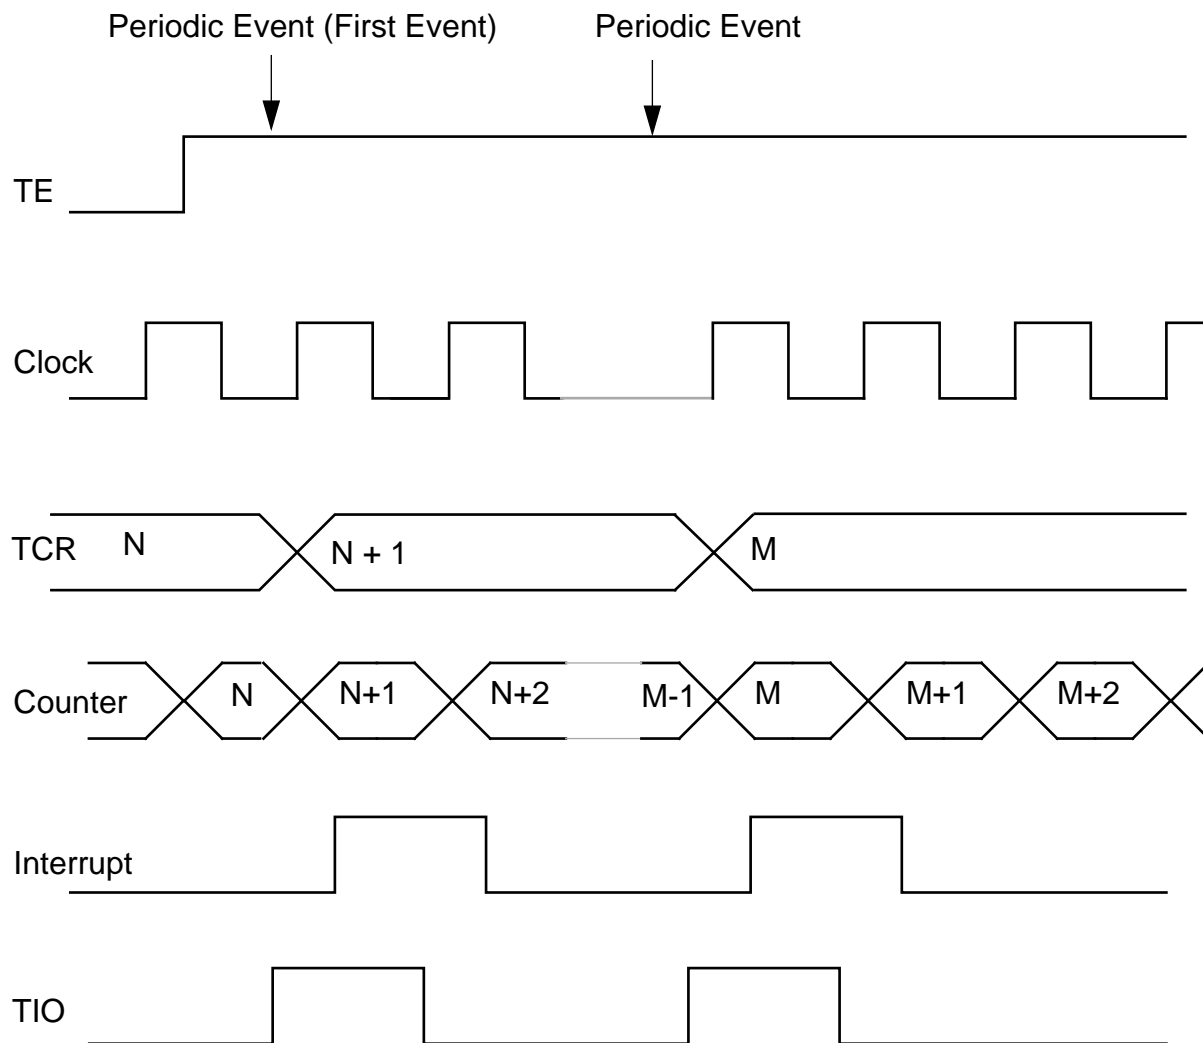 Periodic Event (First Event) Periodic Event
TE
Clock
TCR N N + 1 M
Counter N N+1 N+2 M-1 M M+1 M+2
Interrupt
TIO